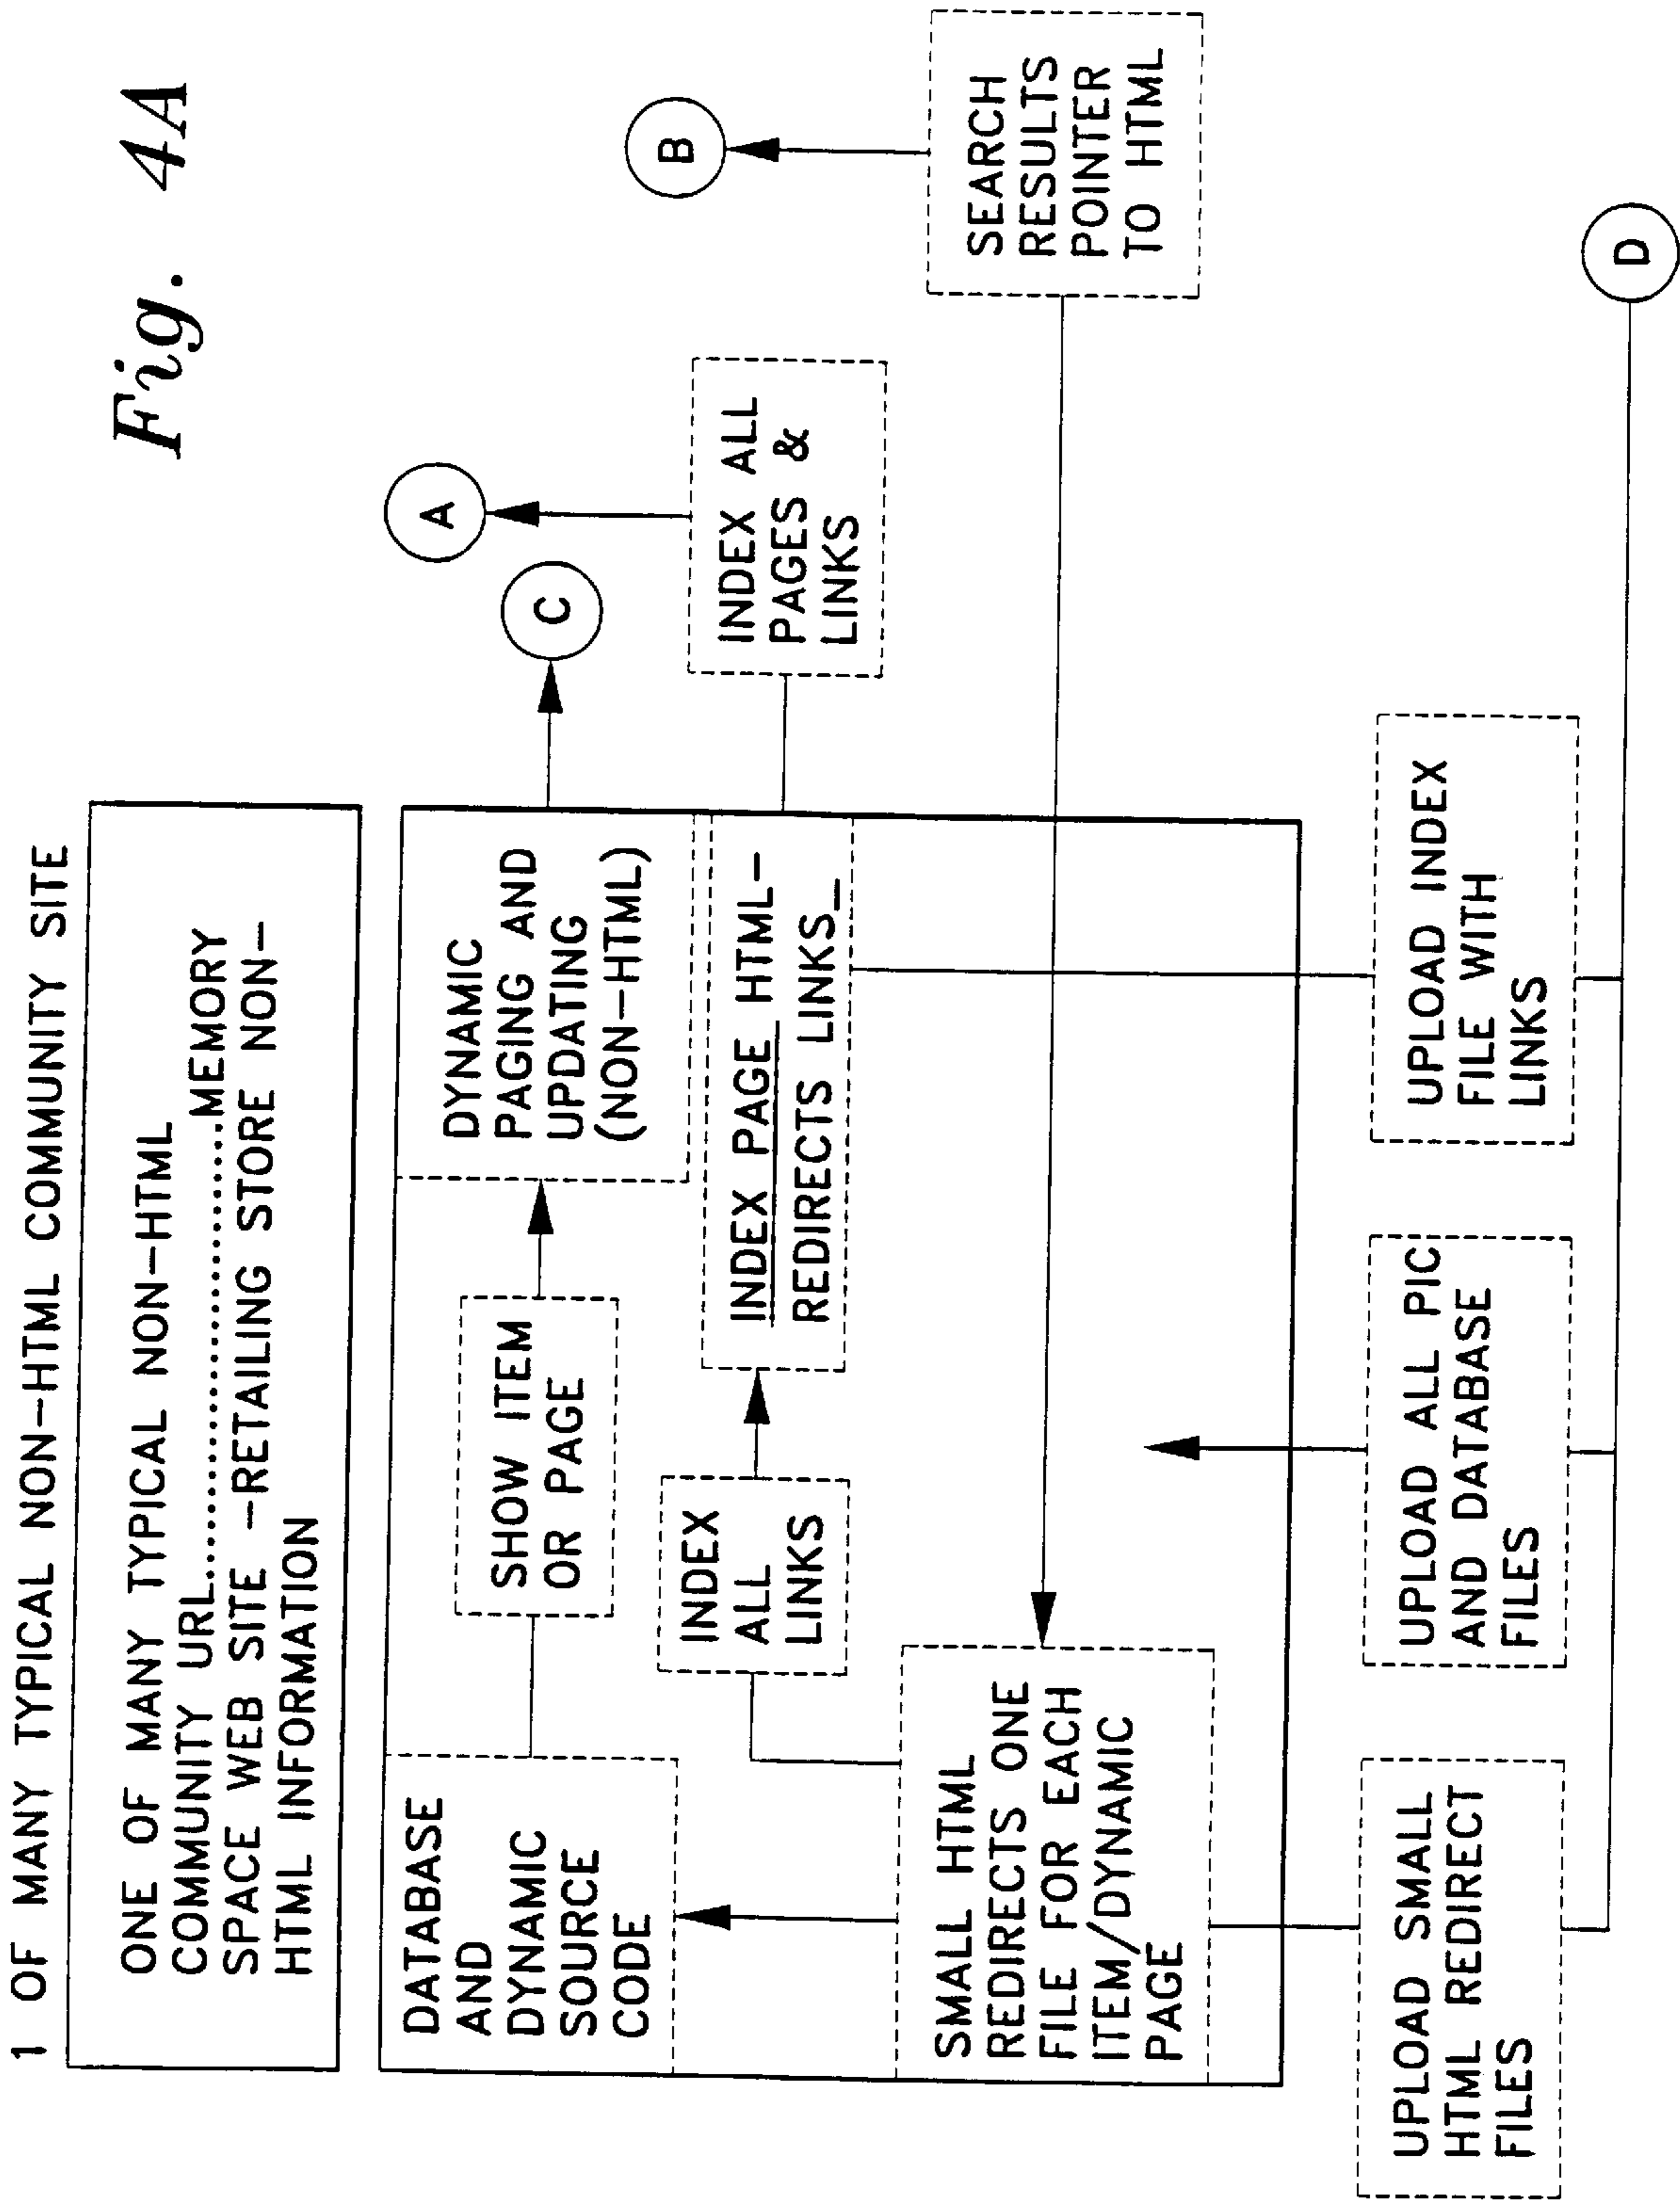 1 OF MANY TYPICAL NON-HTML COMMUNITY SITE
Fig. 4A
ONE OF MANY TYPICAL NON-HTML
COMMUNITY URL....................................MEMORY
SPACE WEB SITE -RETAILING STORE NON-
HTML INFORMATION
DATABASE
AND
DYNAMIC
SOURCE
CODE
SHOW ITEM
OR PAGE
DYNAMIC
PAGING AND
UPDATING
(NON-HTML)
C
A
B
INDEX
ALL
LINKS
INDEX PAGE HTML-
REDIRECTS LINKS_
INDEX ALL
PAGES &
LINKS
SMALL HTML
REDIRECTS ONE
FILE FOR EACH
ITEM/DYNAMIC
PAGE
SEARCH
RESULTS
POINTER
TO HTML
UPLOAD SMALL
HTML REDIRECT
FILES
UPLOAD ALL PIC
AND DATABASE
FILES
UPLOAD INDEX
FILE WITH
LINKS
D